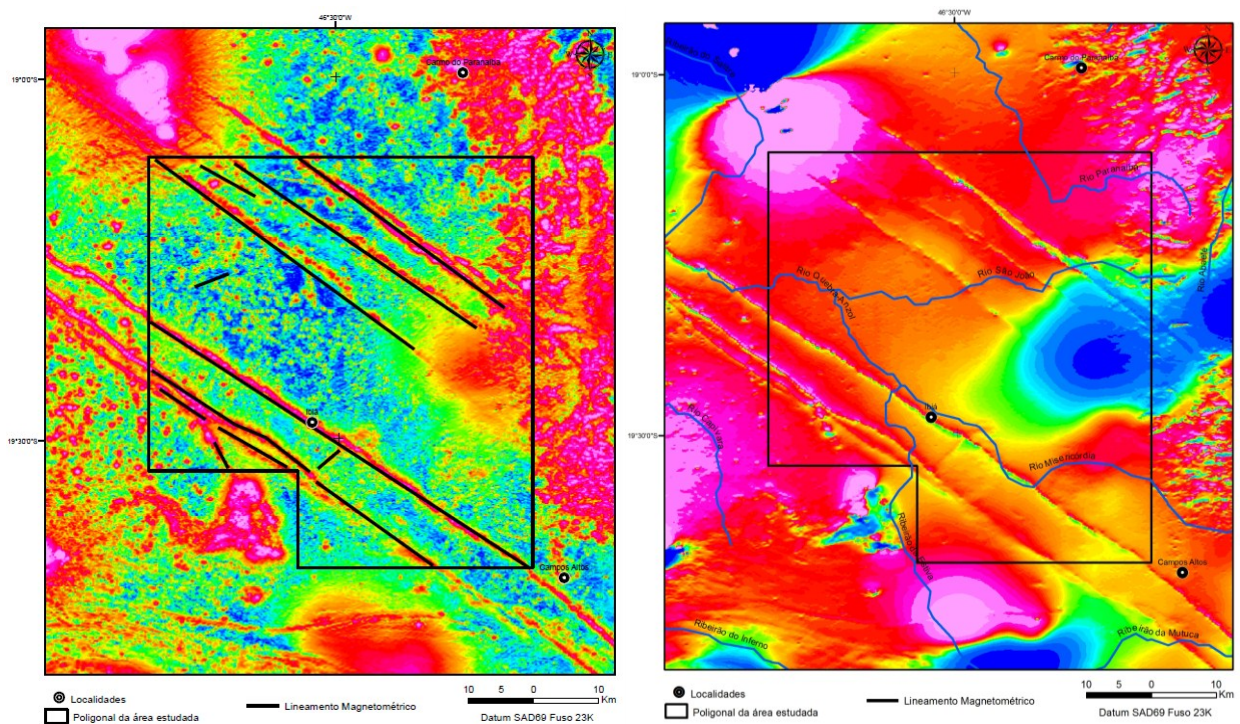 46°30'0"W
N
W E
S
Carmo do Paranaíba
19°0'0"S
Ibiá
19°30'0"S
Campos Altos
Localidades
Poligonal da área estudada
Lineamento Magnetométrico
10 5 0 10
Km
Datum SAD69 Fuso 23K
46°30'0"W
N
W E
S
Carmo do Paranaíba
19°0'0"S
Rio Paranaíba
Rio Abaeté
Rio São João
Rio Quebra Anzol
Rio Capivara
Ibiá
19°30'0"S
Rio Misericórdia
Campos Altos
Ribeirão do Inferno
Ribeirão da Mutuca
Localidades
Poligonal da área estudada
Lineamento Magnetométrico
10 5 0 10
Km
Datum SAD69 Fuso 23K